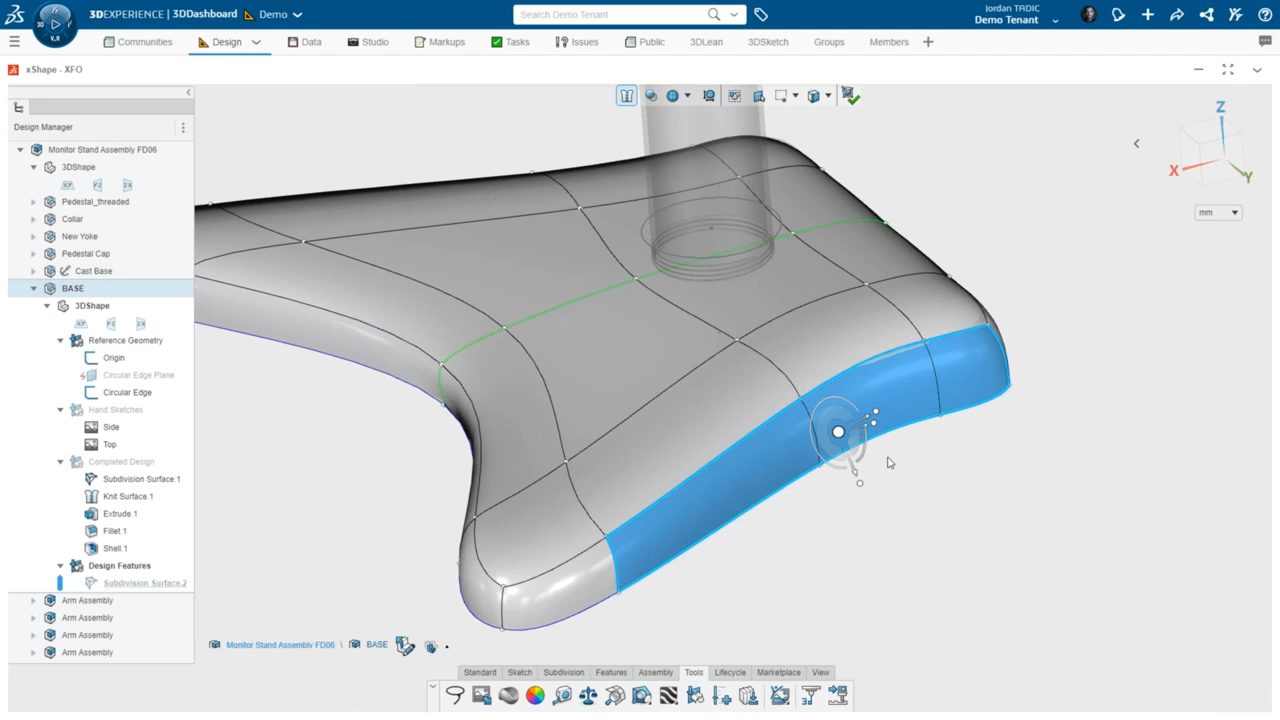 3DEXPERIENCE | 3DDashboard Demo
Search Demo Tenant
Jordan TRDIC
Demo Tenant
Communities Design Data Studio Markups Tasks Issues Public 3DLean 3DSketch Groups Members
xShape - XFO
Design Manager
Monitor Stand Assembly FD06
3DShape
Pedestal_threaded
Collar
New Yoke
Pedestal Cap
Cast Base
BASE
3DShape
Reference Geometry
Origin
Circular Edge Plane
Circular Edge
Hand Sketches
Side
Top
Completed Design
Subdivision Surface.1
Knit Surface.1
Extrude.1
Fillet.1
Shell.1
Design Features
Subdivision Surface.2
Arm Assembly
Arm Assembly
Arm Assembly
Arm Assembly
Z
X
Y
mm
Monitor Stand Assembly FD06 \ BASE
Standard Sketch Subdivision Features Assembly Tools Lifecycle Marketplace View